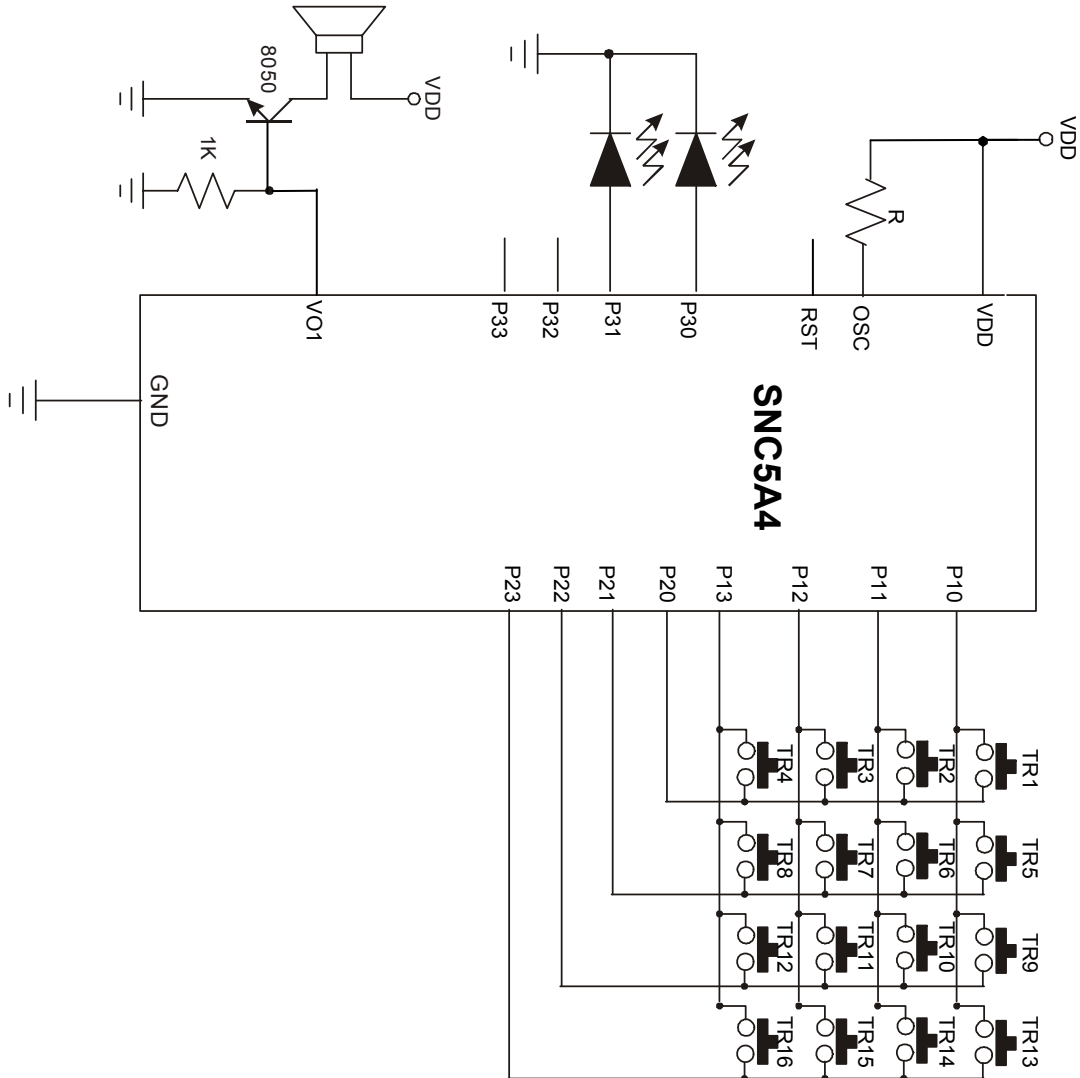 VDD
VDD
8050
1K
R
VO1
P33
P32
P31
P30
RST
OSC
VDD
GND
SNC5A4
P23
P22
P21
P20
P13
P12
P11
P10
TR4
TR3
TR2
TR1
TR8
TR7
TR6
TR5
TR12
TR11
TR10
TR9
TR16
TR15
TR14
TR13